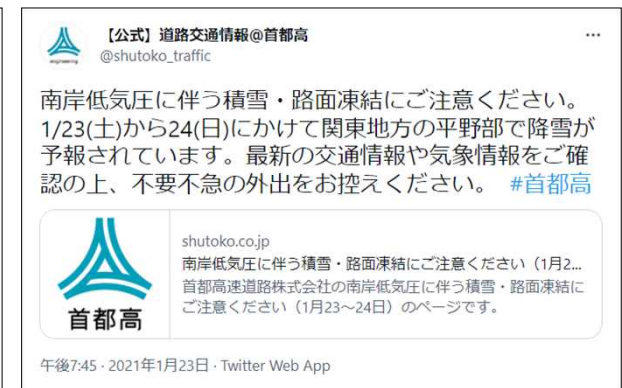 【公式】道路交通情報@首都高
@shutoko_traffic
南岸低気圧に伴う積雪・路面凍結にご注意ください。
1/23(土)から24(日)にかけて関東地方の平野部で降雪が
予報されています。最新の交通情報や気象情報をご確
認の上、不要不急の外出をお控えください。 #首都高
shutoko.co.jp
南岸低気圧に伴う積雪・路面凍結にご注意ください（1月2...
首都高速道路株式会社の南岸低気圧に伴う積雪・路面凍結に
ご注意ください（1月23～24日）のページです。
首都高
午後7:45 · 2021年1月23日 · Twitter Web App